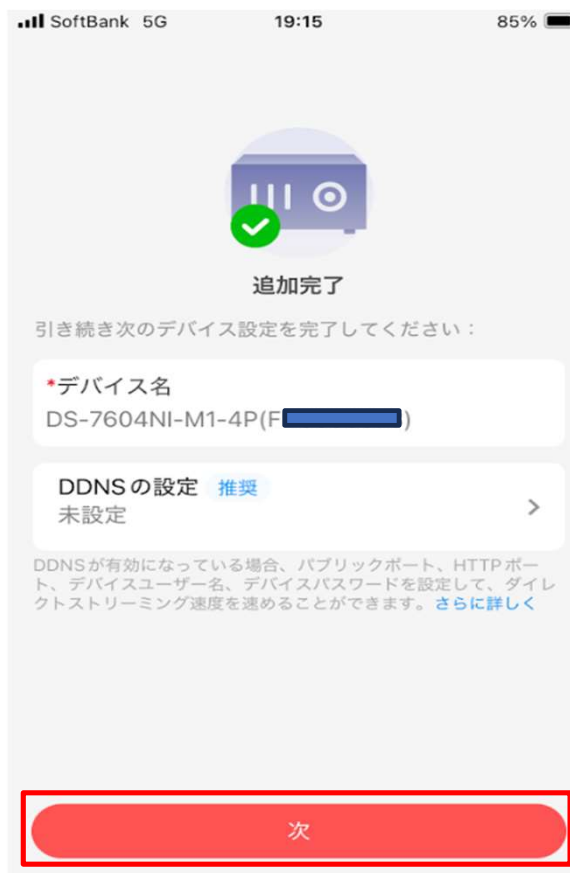 SoftBank 5G 19:15 85%
追加完了
引き続き次のデバイス設定を完了してください：
*デバイス名
DS-7604NI-M1-4P(F )
DDNSの設定 推奨
未設定
DDNSが有効になっている場合、パブリックポート、HTTPポー
ト、デバイスユーザー名、デバイスパスワードを設定して、ダイレ
クトストリーミング速度を速めることができます。さらに詳しく
次